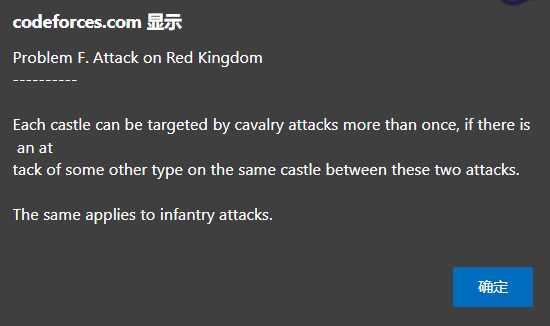 codeforces.com 显示
Problem F. Attack on Red Kingdom
----------
Each castle can be targeted by cavalry attacks more than once, if there is
an at
tack of some other type on the same castle between these two attacks.
The same applies to infantry attacks.
确定